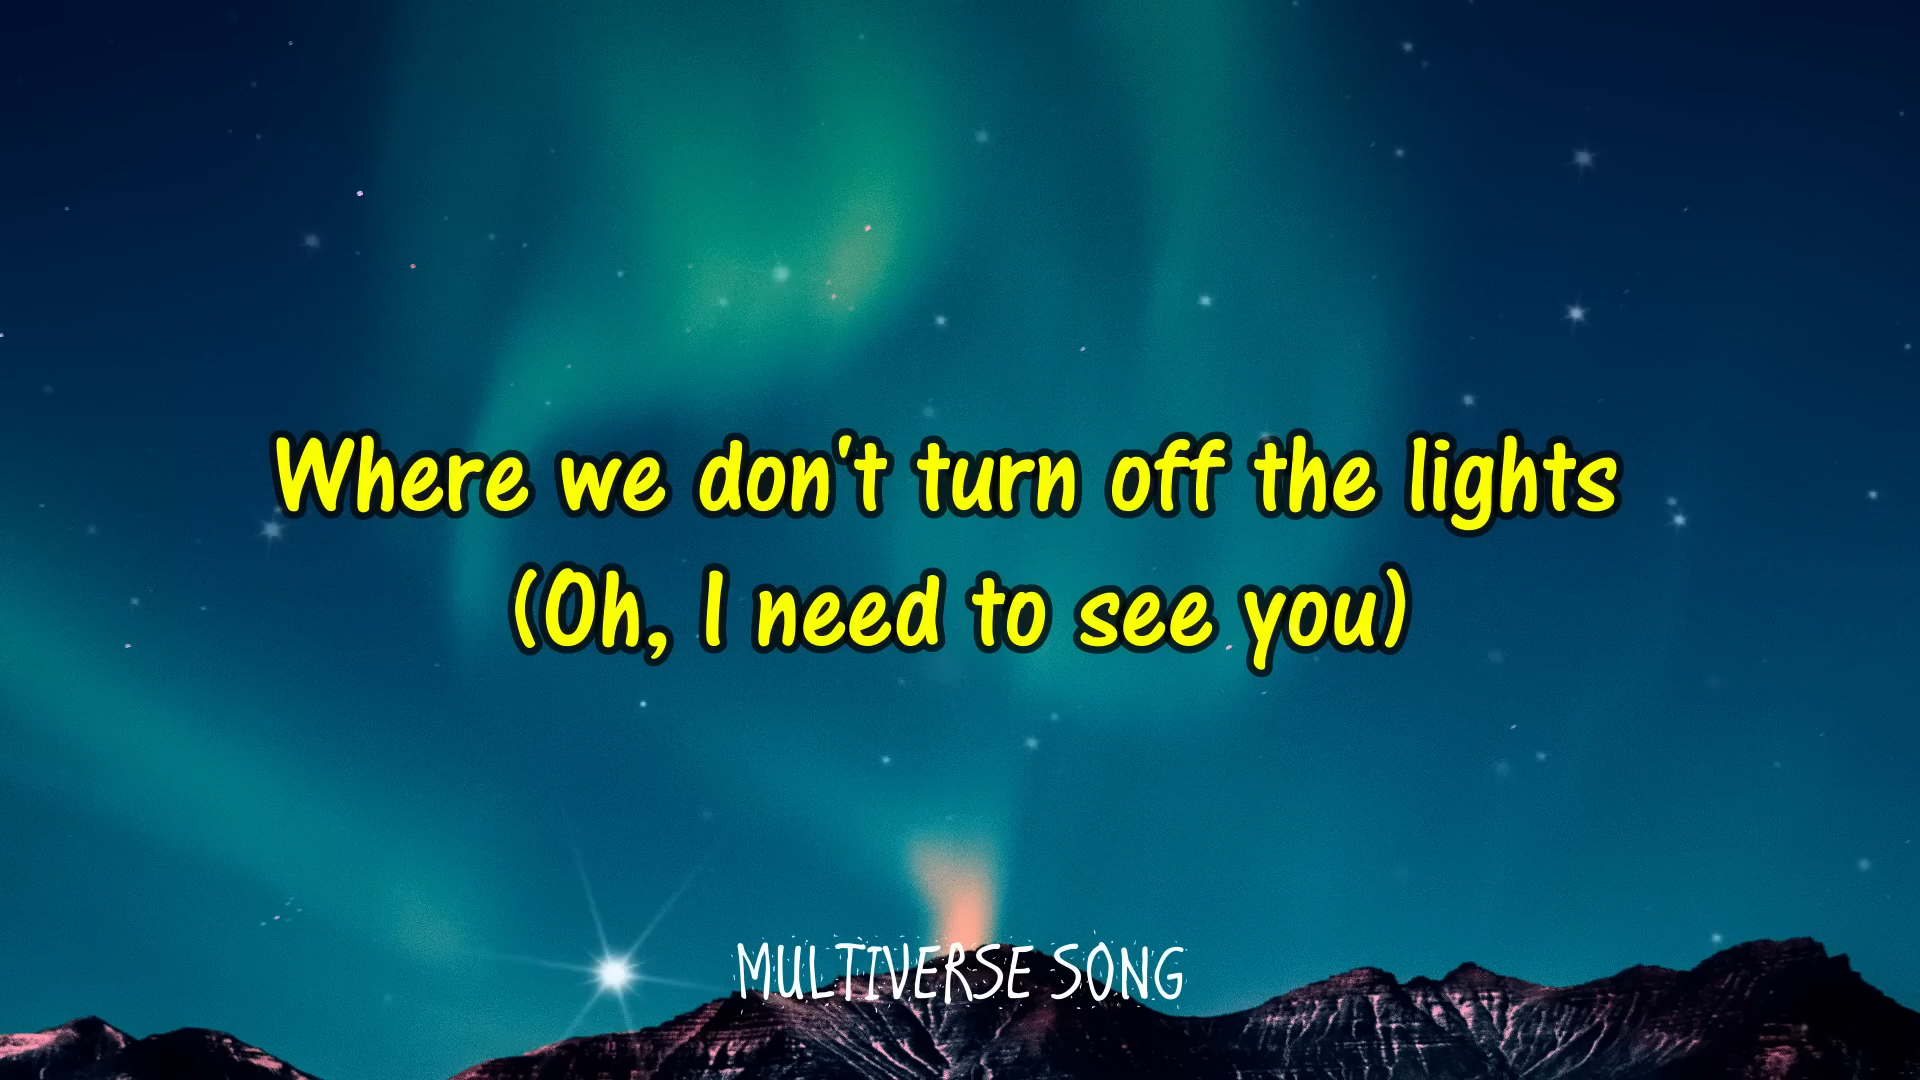 Where we don't turn off the lights
(Oh, I need to see you)
MULTIVERSE SONG